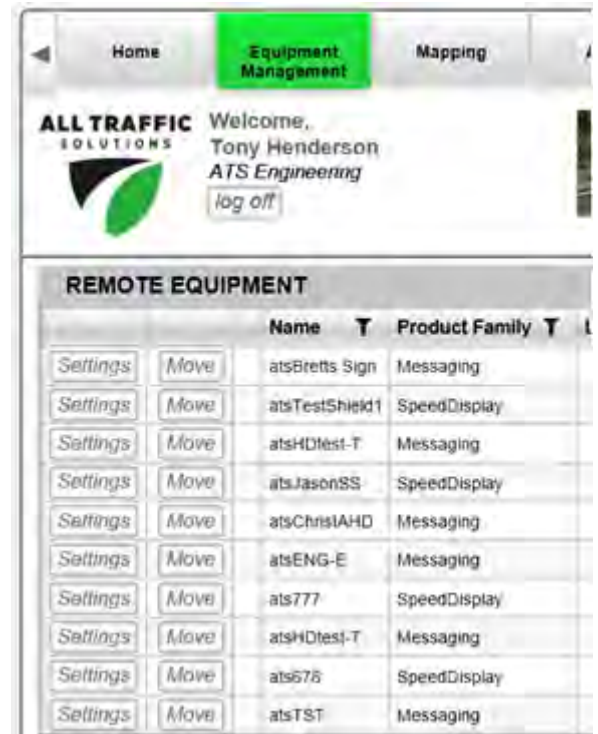 Home Equipment Management Mapping
ALL TRAFFIC SOLUTIONS
Welcome,
Tony Henderson
ATS Engineering
log off
REMOTE EQUIPMENT
Name Product Family
Settings Move atsBretts Sign Messaging
Settings Move atsTestShield1 SpeedDisplay
Settings Move atsHDtest-T Messaging
Settings Move atsJasonSS SpeedDisplay
Settings Move atsChrisIAHD Messaging
Settings Move atsENG-E Messaging
Settings Move ats777 SpeedDisplay
Settings Move atsHDtest-T Messaging
Settings Move ats678 SpeedDisplay
Settings Move atsTST Messaging